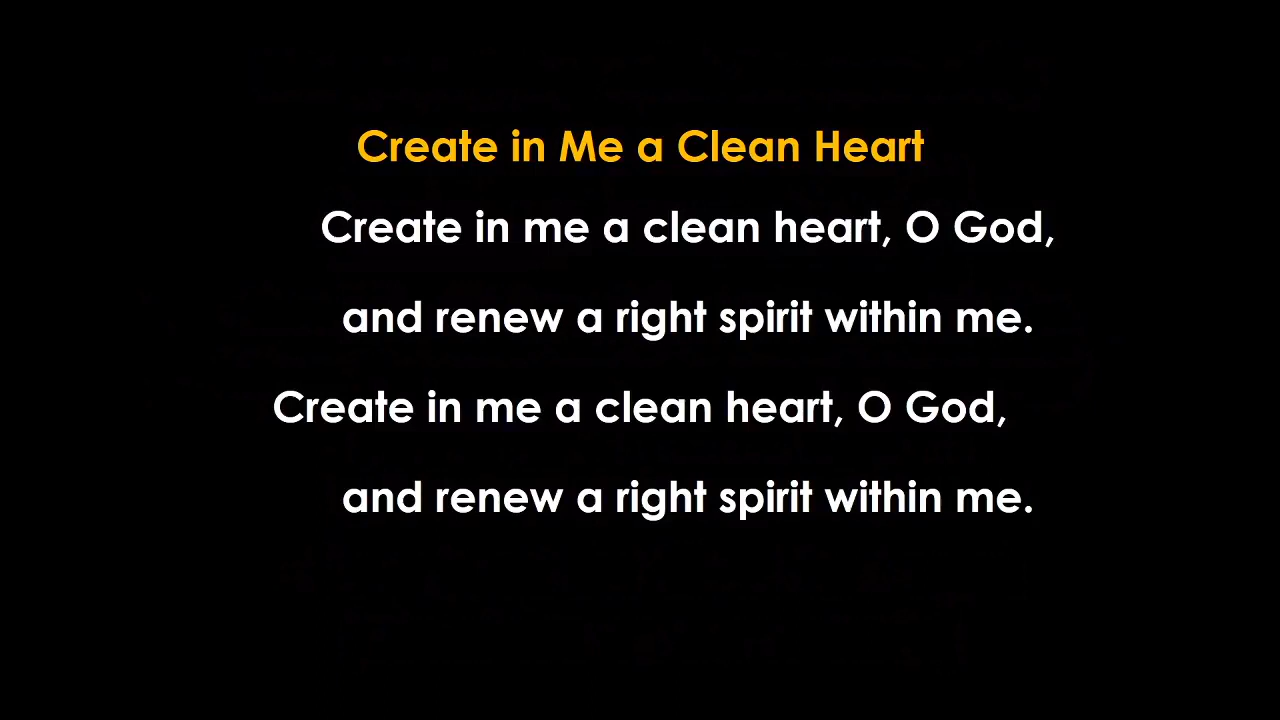 Create in Me a Clean Heart
Create in me a clean heart, O God,
and renew a right spirit within me.
Create in me a clean heart, O God,
and renew a right spirit within me.